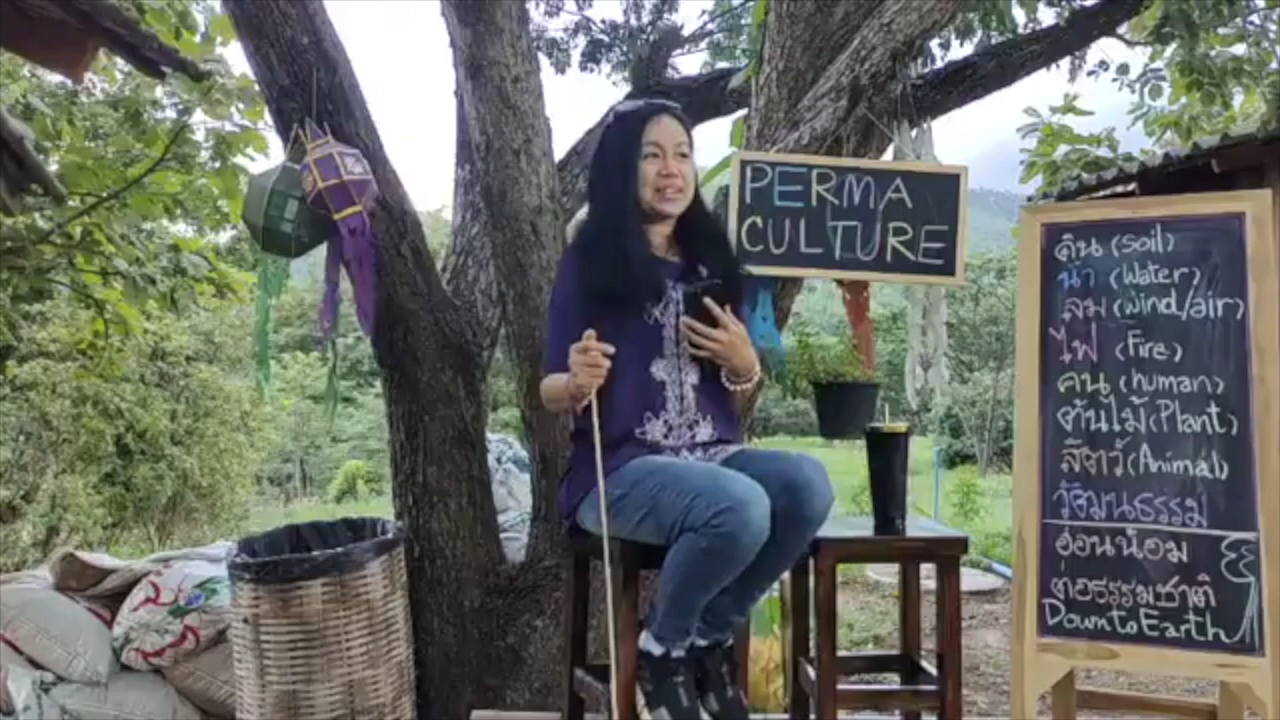 PERMA
CULTURE
ดิน (Soil)
น้ำ (Water)
ลม (wind/air)
ไฟ (Fire)
คน (human)
ต้นไม้ (Plant)
สัตว์ (Animal)
วัฒนธรรม
อ่อนน้อม
ต่อธรรมชาติ
Down to Earth